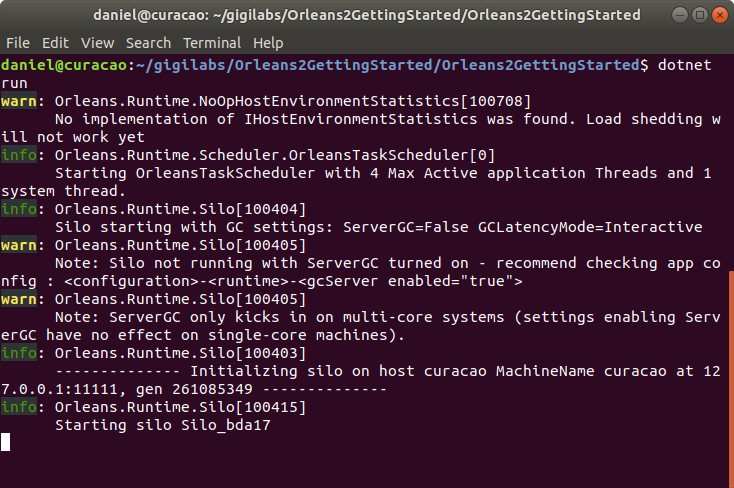 daniel@curacao: ~/gigilabs/Orleans2GettingStarted/Orleans2GettingStarted
File Edit View Search Terminal Help
daniel@curacao:~/gigilabs/Orleans2GettingStarted/Orleans2GettingStarted$ dotnet
run
warn: Orleans.Runtime.NoOpHostEnvironmentStatistics[100708]
      No implementation of IHostEnvironmentStatistics was found. Load shedding w
ill not work yet
info: Orleans.Runtime.Scheduler.OrleansTaskScheduler[0]
      Starting OrleansTaskScheduler with 4 Max Active application Threads and 1
system thread.
info: Orleans.Runtime.Silo[100404]
      Silo starting with GC settings: ServerGC=False GCLatencyMode=Interactive
warn: Orleans.Runtime.Silo[100405]
      Note: Silo not running with ServerGC turned on - recommend checking app co
nfig : <configuration>-<runtime>-<gcServer enabled="true">
warn: Orleans.Runtime.Silo[100405]
      Note: ServerGC only kicks in on multi-core systems (settings enabling Serv
erGC have no effect on single-core machines).
info: Orleans.Runtime.Silo[100403]
      -------------- Initializing silo on host curacao MachineName curacao at 12
7.0.0.1:11111, gen 261085349 --------------
info: Orleans.Runtime.Silo[100415]
      Starting silo Silo_bda17